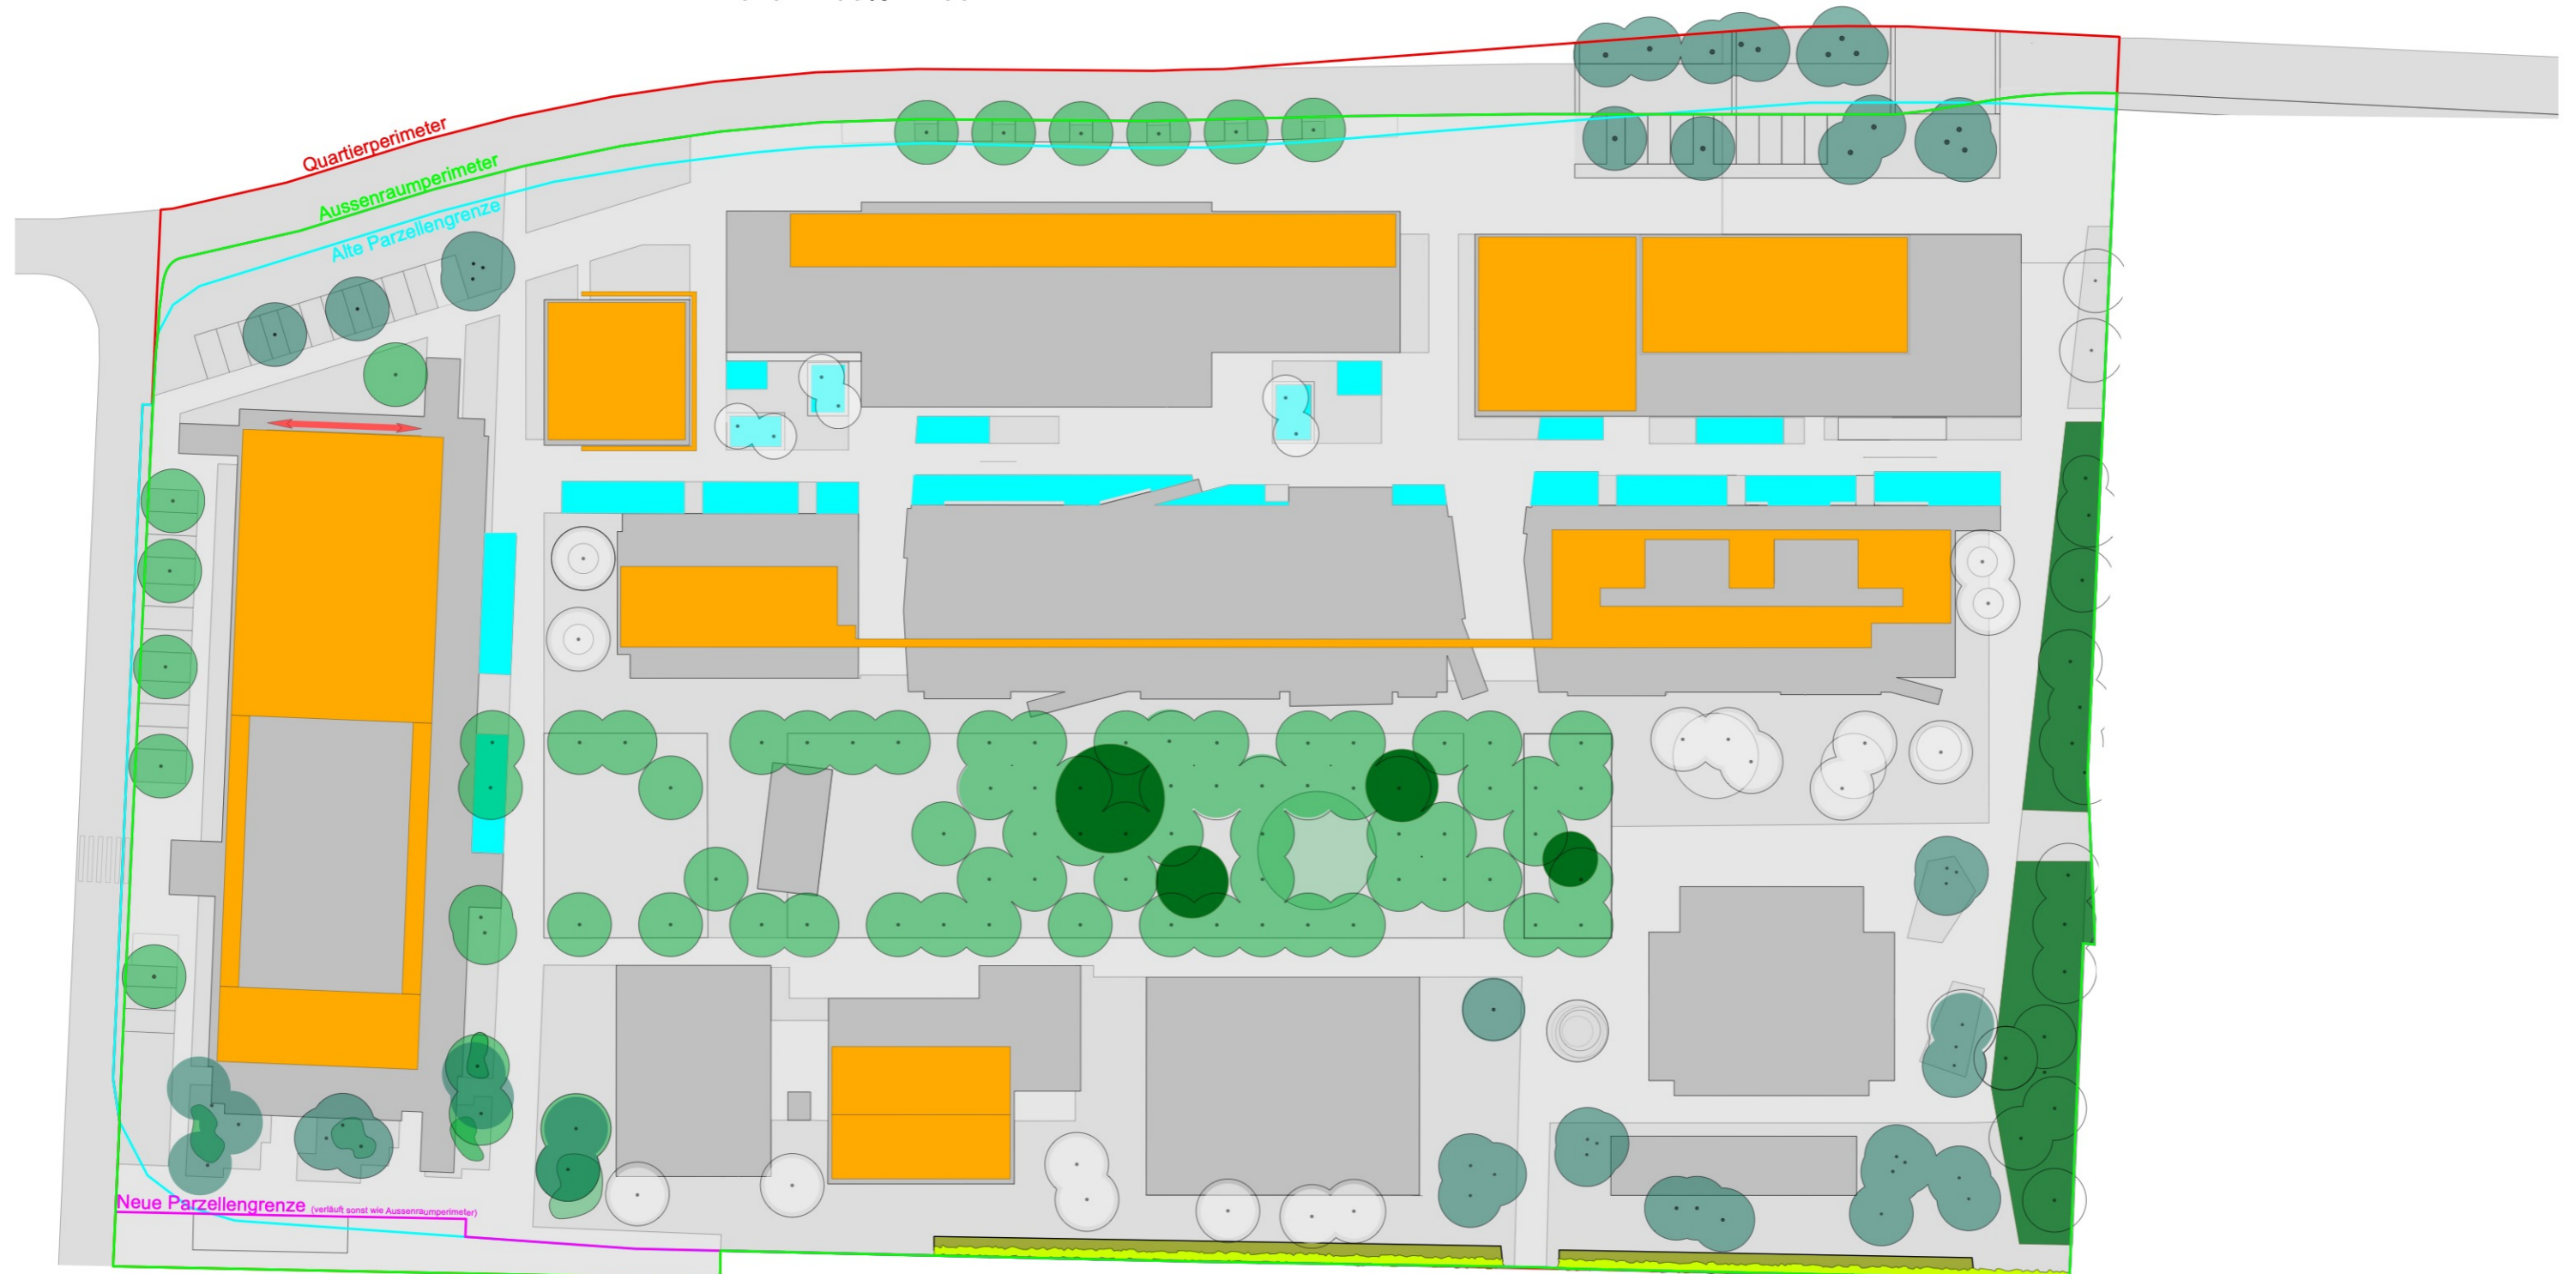 Quartierperimeter
Aussenraumperimeter
Alte Parzellengrenze
Neue Parzellengrenze (verläuft sonst wie Aussenraumperimeter)